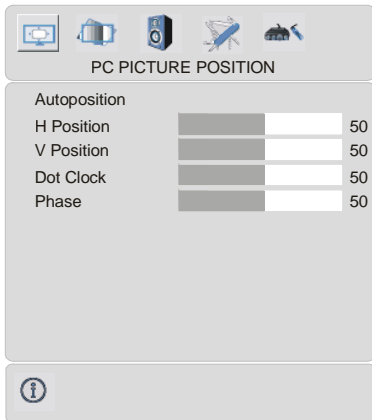 PC PICTURE POSITION
Autoposition
H Position 50
V Position 50
Dot Clock 50
Phase 50